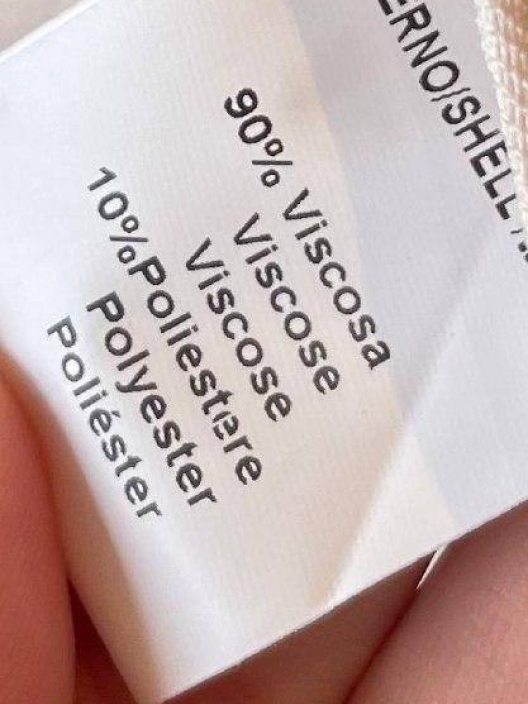 ERNO/SHELL
90% Viscosa
Viscose
Viscose
10%Poliestere
Polyester
Poliéster